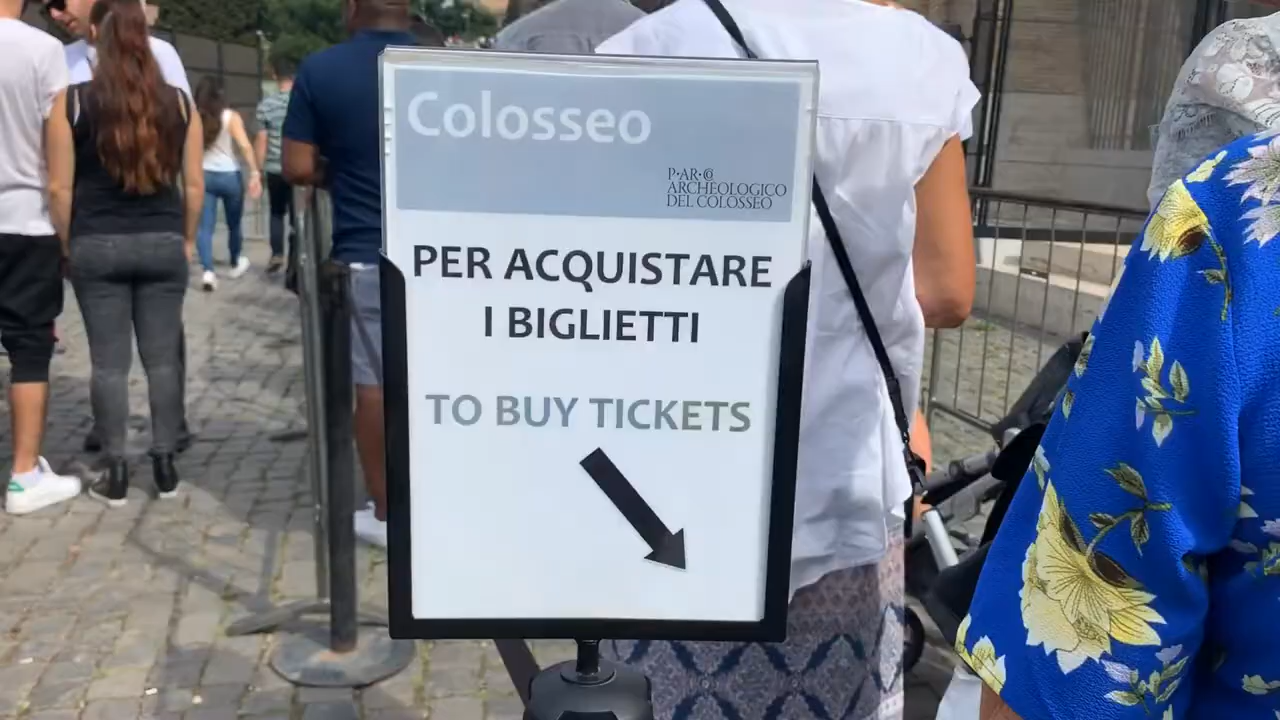 Colosseo
P·AR·CO
ARCHEOLOGICO
DEL COLOSSEO
PER ACQUISTARE
I BIGLIETTI
TO BUY TICKETS